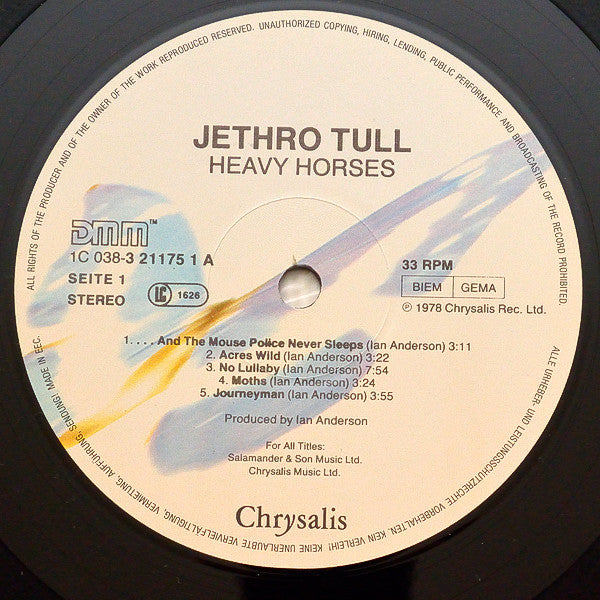 ALL RIGHTS OF THE PRODUCER AND OF THE OWNER OF THE WORK REPRODUCED RESERVED. UNAUTHORIZED COPYING, HIRING, LENDING, PUBLIC PERFORMANCE AND BROADCASTING OF THE RECORD PROHIBITED.
JETHRO TULL
HEAVY HORSES
DMM™
1C 038-3 21175 1 A
SEITE 1
STEREO
LC 1626
33 RPM
BIEM GEMA
℗ 1978 Chrysalis Rec. Ltd.
1. . . . And The Mouse Police Never Sleeps (Ian Anderson) 3:11
2. Acres Wild (Ian Anderson) 3:22
3. No Lullaby (Ian Anderson) 7:54
4. Moths (Ian Anderson) 3:24
5. Journeyman (Ian Anderson) 3:55
Produced by Ian Anderson
For All Titles:
Salamander & Son Music Ltd.
Chrysalis Music Ltd.
Chrysalis
ALLE URHEBER- UND LEISTUNGSSCHUTZRECHTE VORBEHALTEN. KEIN VERLEIH! KEINE UNERLAUBTE VERVIELFÄLTIGUNG, VERMIETUNG, AUFFÜHRUNG, SENDUNG! MADE IN EEC.